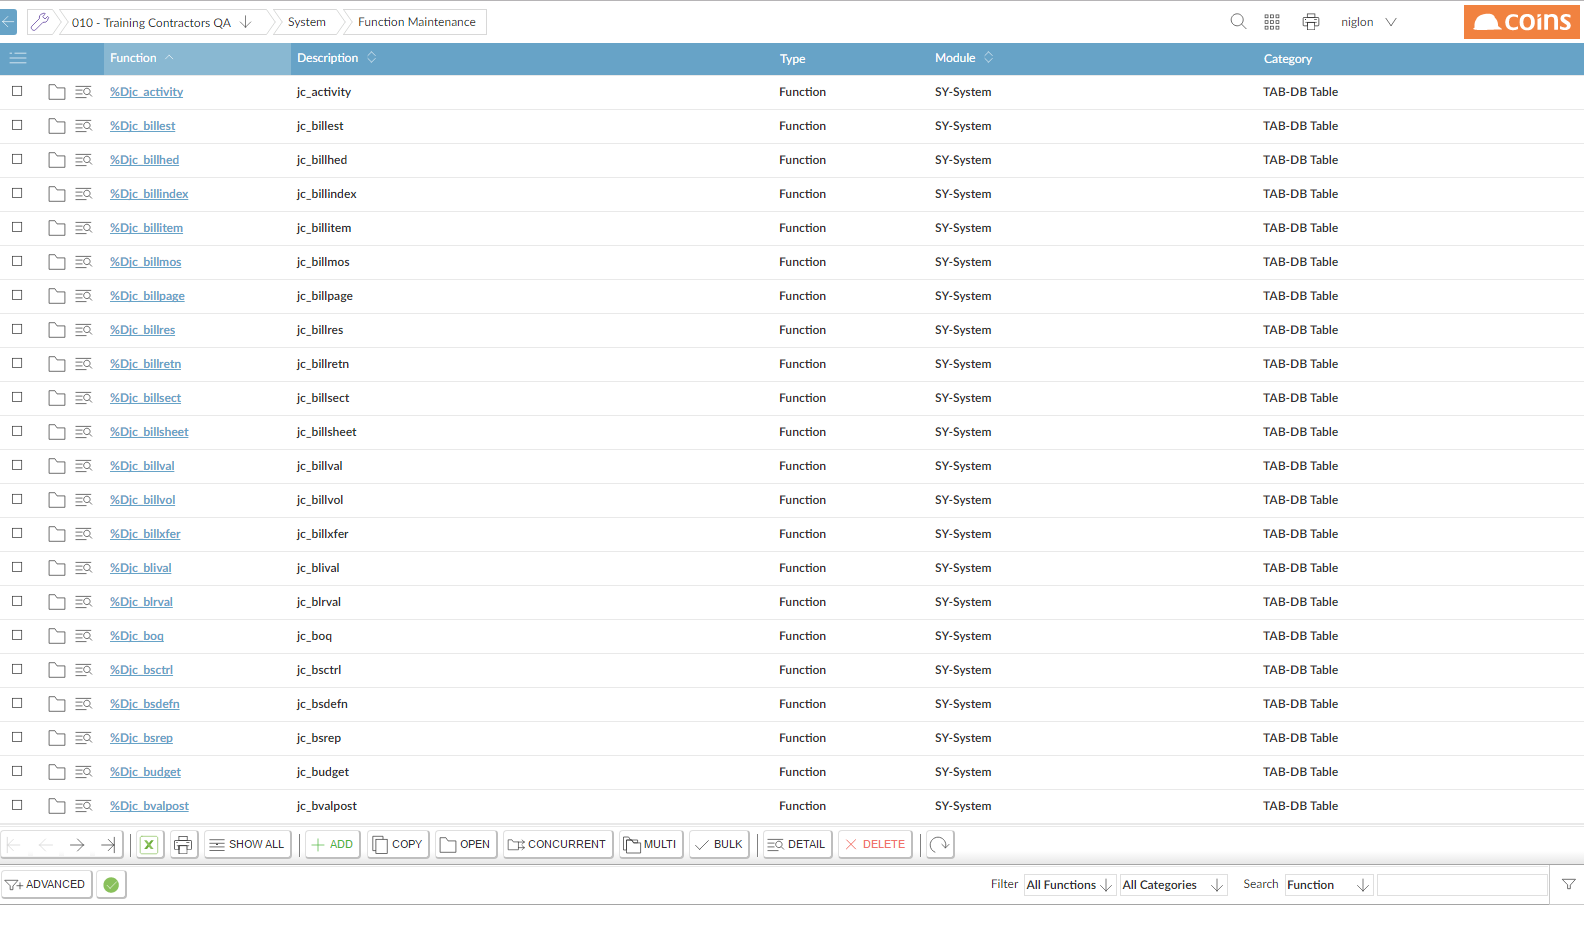 010 - Training Contractors QA System Function Maintenance niglon coins
Function Description Type Module Category
%Djc_activity jc_activity Function SY-System TAB-DB Table
%Djc_billest jc_billest Function SY-System TAB-DB Table
%Djc_billhed jc_billhed Function SY-System TAB-DB Table
%Djc_billindex jc_billindex Function SY-System TAB-DB Table
%Djc_billitem jc_billitem Function SY-System TAB-DB Table
%Djc_billmos jc_billmos Function SY-System TAB-DB Table
%Djc_billpage jc_billpage Function SY-System TAB-DB Table
%Djc_billres jc_billres Function SY-System TAB-DB Table
%Djc_billretn jc_billretn Function SY-System TAB-DB Table
%Djc_billsect jc_billsect Function SY-System TAB-DB Table
%Djc_billsheet jc_billsheet Function SY-System TAB-DB Table
%Djc_billval jc_billval Function SY-System TAB-DB Table
%Djc_billvol jc_billvol Function SY-System TAB-DB Table
%Djc_billxfer jc_billxfer Function SY-System TAB-DB Table
%Djc_blival jc_blival Function SY-System TAB-DB Table
%Djc_blrval jc_blrval Function SY-System TAB-DB Table
%Djc_boq jc_boq Function SY-System TAB-DB Table
%Djc_bsctrl jc_bsctrl Function SY-System TAB-DB Table
%Djc_bsdefn jc_bsdefn Function SY-System TAB-DB Table
%Djc_bsrep jc_bsrep Function SY-System TAB-DB Table
%Djc_budget jc_budget Function SY-System TAB-DB Table
%Djc_bvalpost jc_bvalpost Function SY-System TAB-DB Table
SHOW ALL ADD COPY OPEN CONCURRENT MULTI BULK DETAIL DELETE
ADVANCED Filter All Functions All Categories Search Function